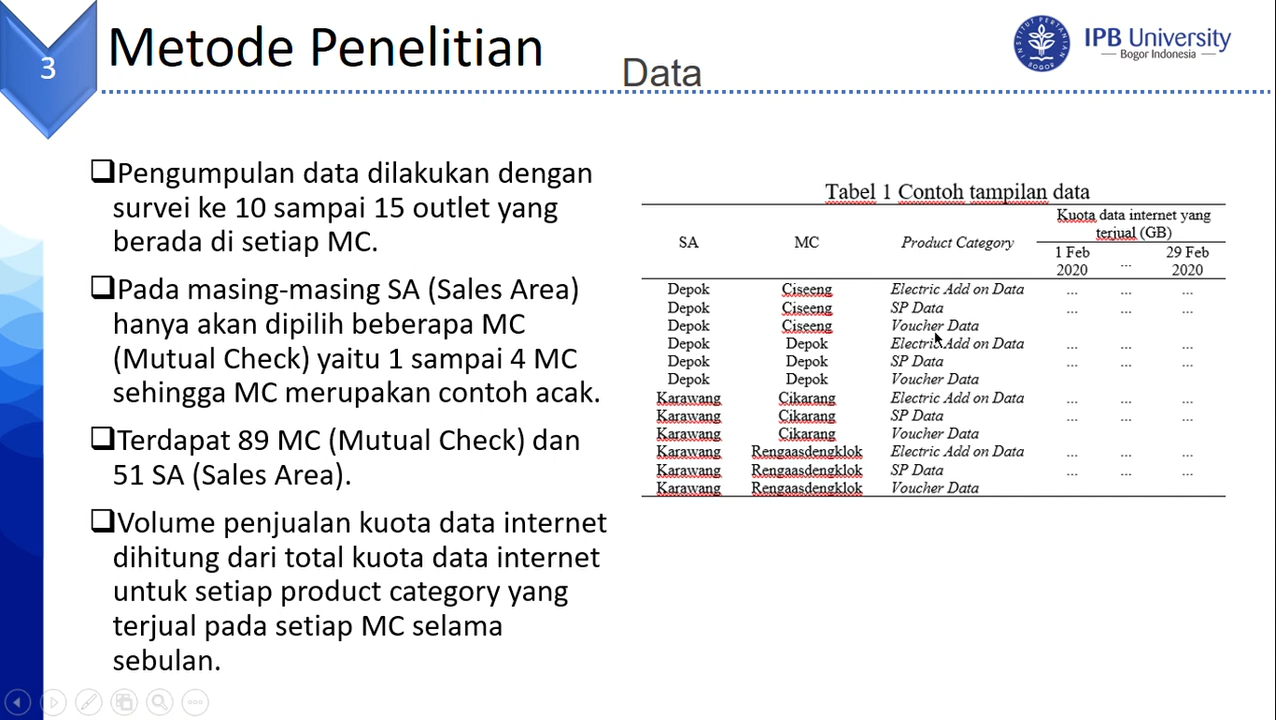 3
Metode Penelitian
Data
INSTITUT PERTANIAN
BOGOR
IPB University
Bogor Indonesia
Pengumpulan data dilakukan dengan
survei ke 10 sampai 15 outlet yang
berada di setiap MC.
Pada masing-masing SA (Sales Area)
hanya akan dipilih beberapa MC
(Mutual Check) yaitu 1 sampai 4 MC
sehingga MC merupakan contoh acak.
Terdapat 89 MC (Mutual Check) dan
51 SA (Sales Area).
Volume penjualan kuota data internet
dihitung dari total kuota data internet
untuk setiap product category yang
terjual pada setiap MC selama
sebulan.
Tabel 1 Contoh tampilan data
SA MC Product Category Kuota data internet yang
terjual (GB)
1 Feb
2020 ... 29 Feb
2020
Depok Ciseeng Electric Add on Data ... ... ...
Depok Ciseeng SP Data ... ... ...
Depok Ciseeng Voucher Data
Depok Depok Electric Add on Data ... ... ...
Depok Depok SP Data ... ... ...
Depok Depok Voucher Data
Karawang Cikarang Electric Add on Data ... ... ...
Karawang Cikarang SP Data ... ... ...
Karawang Cikarang Voucher Data
Karawang Rengaasdengklok Electric Add on Data ... ... ...
Karawang Rengaasdengklok SP Data ... ... ...
Karawang Rengaasdengklok Voucher Data